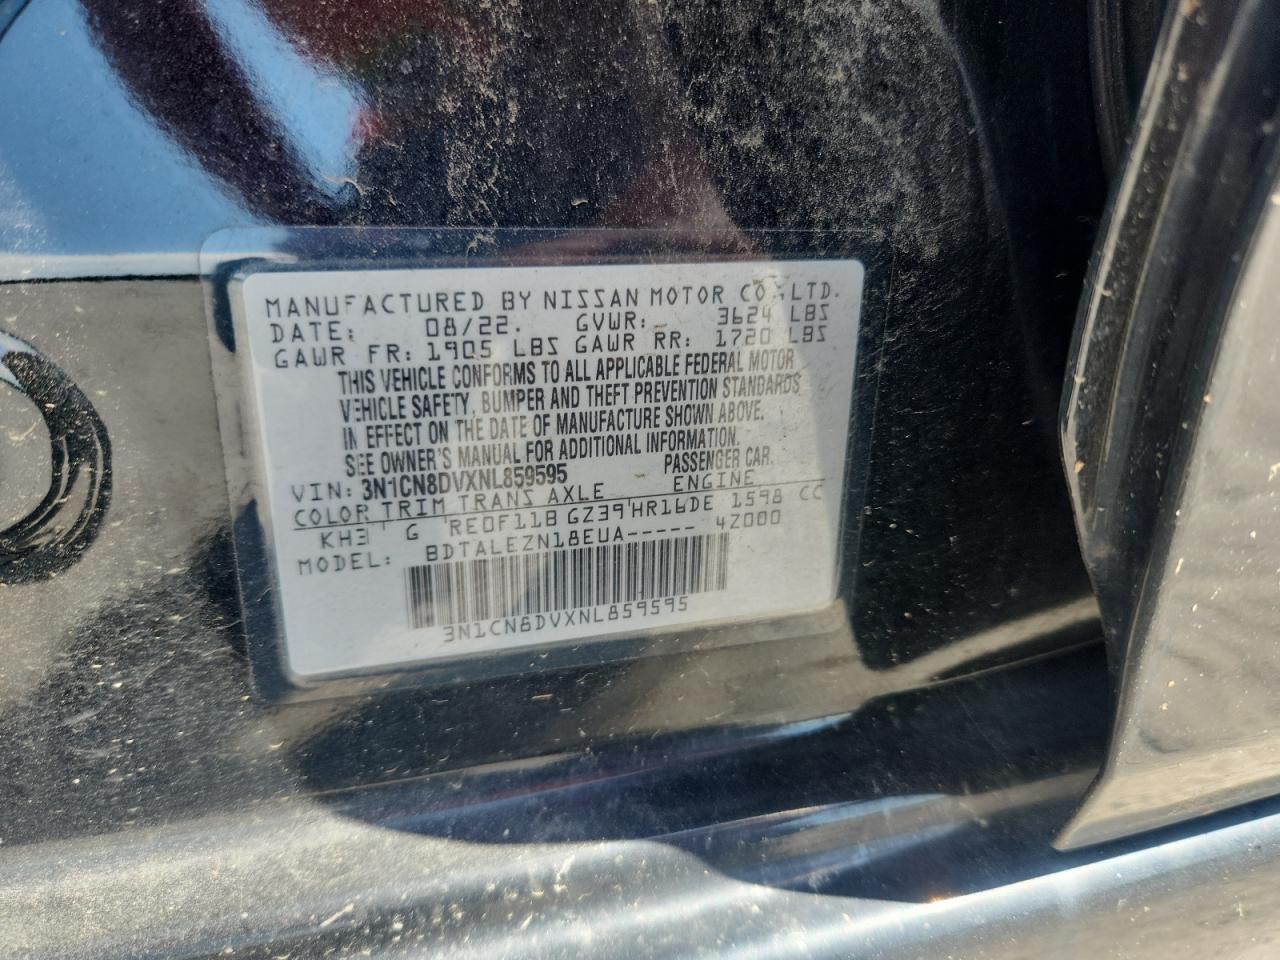 MANUFACTURED BY NISSAN MOTOR CO.,LTD.
DATE: 08/22. GVWR: 3624 LBS
GAWR FR: 1905 LBS GAWR RR: 1720 LBS
THIS VEHICLE CONFORMS TO ALL APPLICABLE FEDERAL MOTOR
VEHICLE SAFETY, BUMPER AND THEFT PREVENTION STANDARDS
IN EFFECT ON THE DATE OF MANUFACTURE SHOWN ABOVE.
SEE OWNER'S MANUAL FOR ADDITIONAL INFORMATION.
VIN: 3N1CN8DVXNL859595 PASSENGER CAR.
COLOR TRIM TRANS AXLE ENGINE
KH3 G RE0F11B GZ39 HR16DE 1598 CC
MODEL: BDTALEZN18EUA----- 4Z000
3N1CN8DVXNL859595